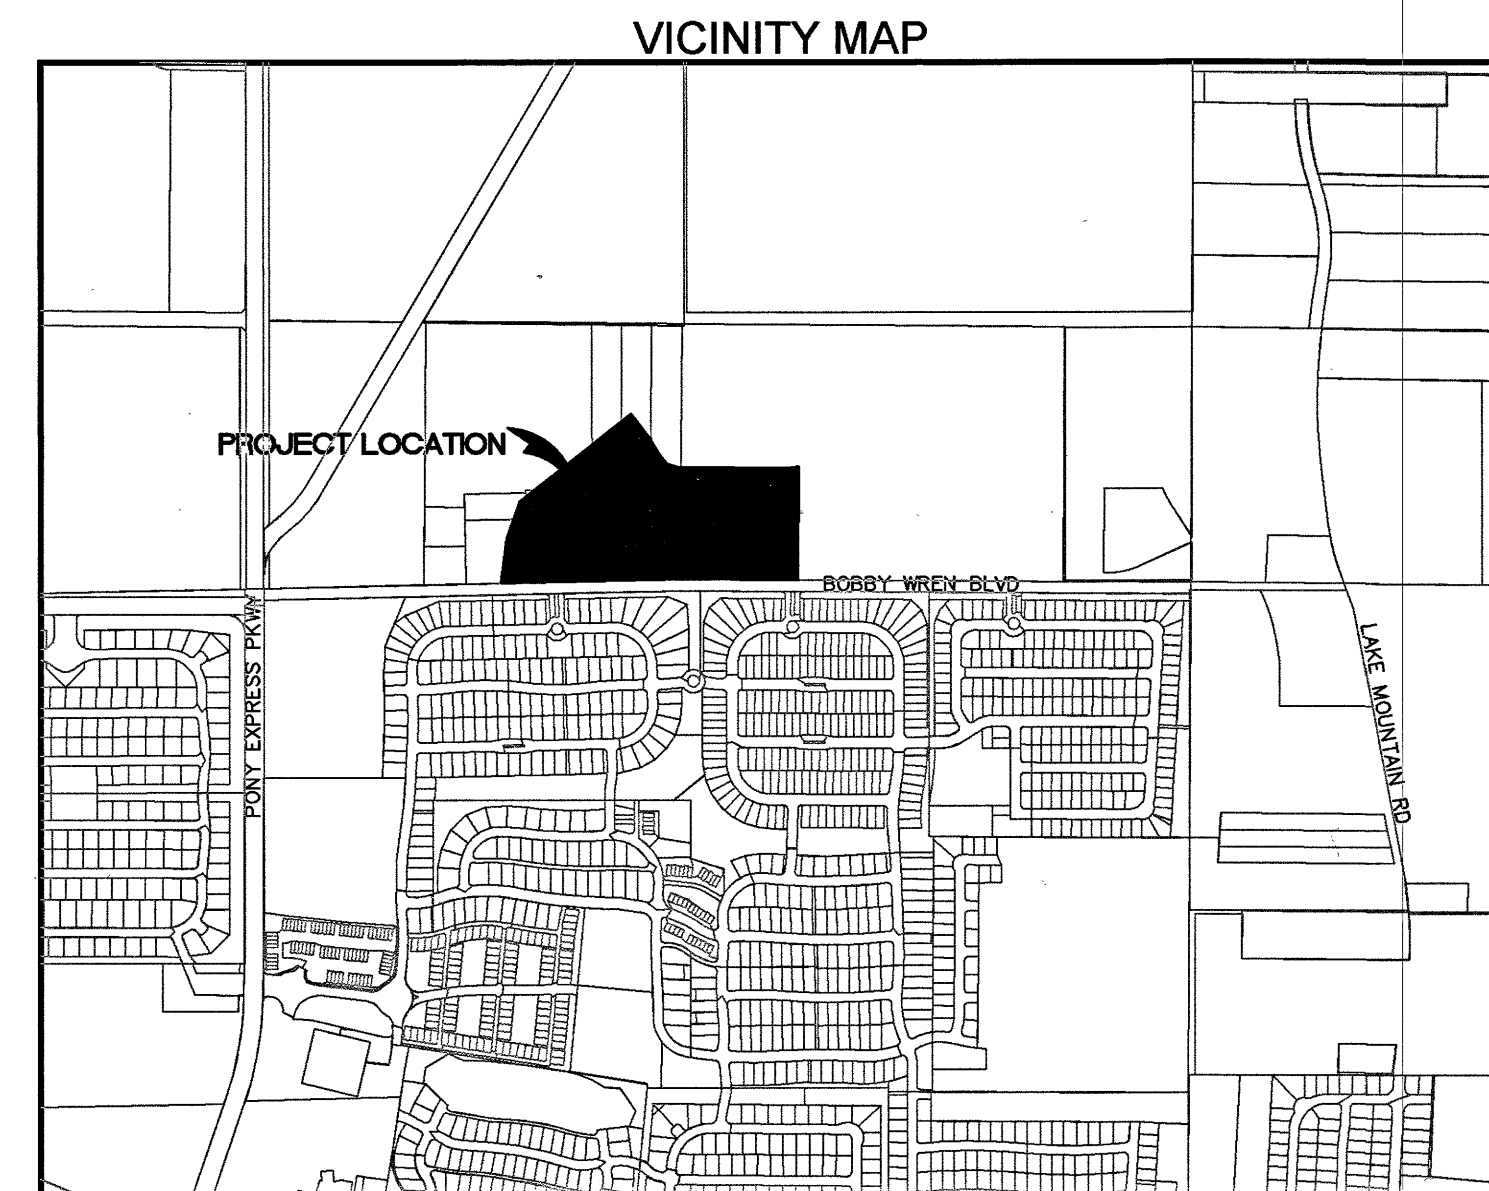 VICINITY MAP
PROJECT LOCATION
BOBBY WREN BLVD
PONY EXPRESS PKWY
LAKE MOUNTAIN RD